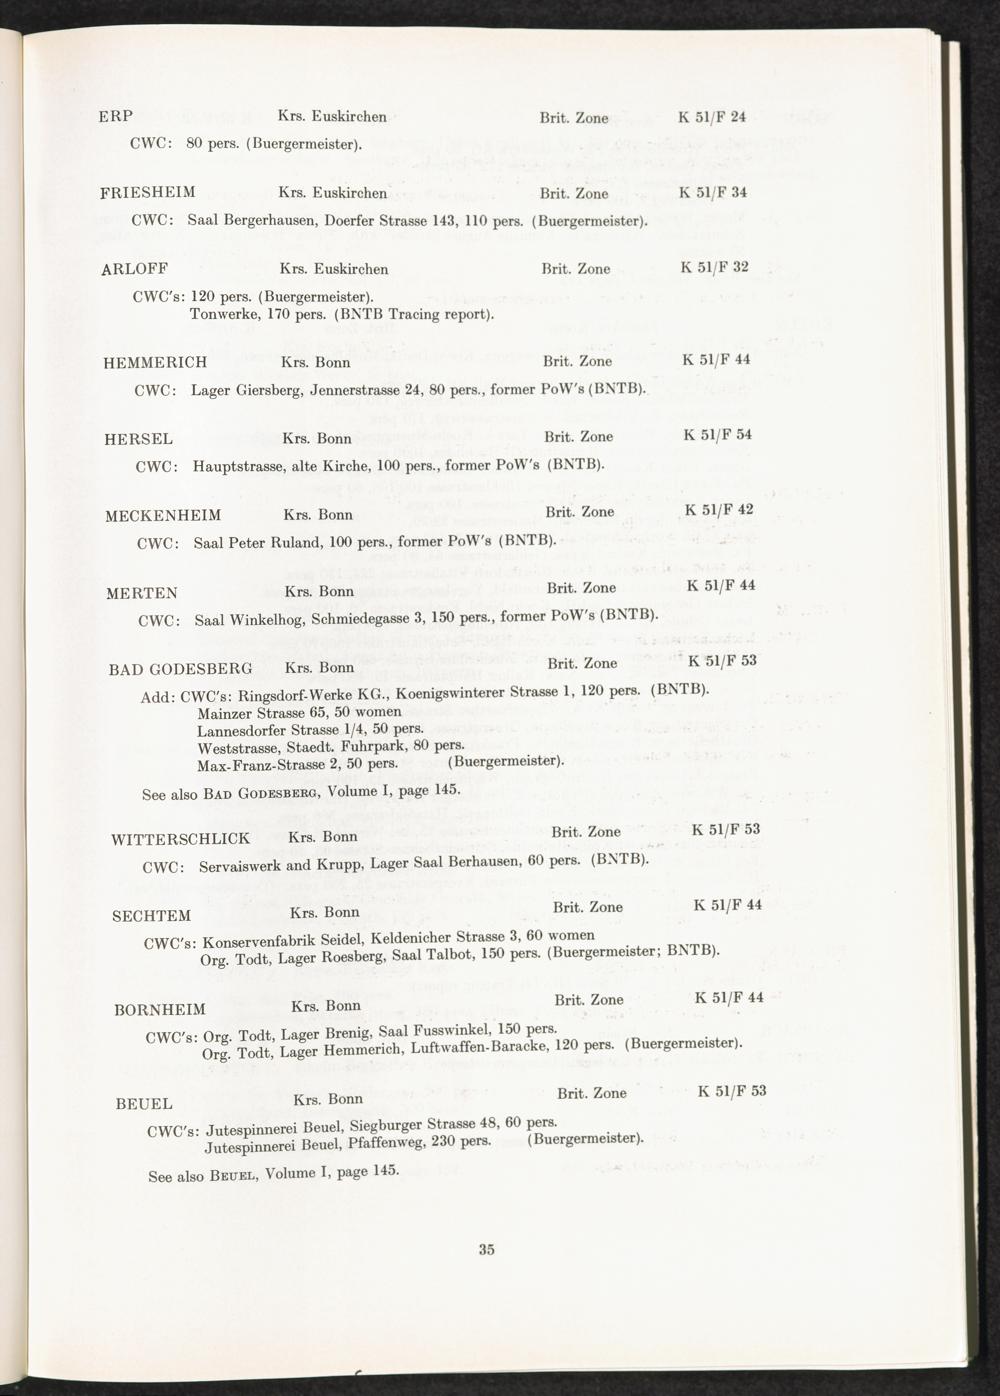 ERP Krs. Euskirchen Brit. Zone K 51/F 24
CWC: 80 pers. (Buergermeister).
FRIESHEIM Krs. Euskirchen Brit. Zone K 51/F 34
CWC: Saal Bergerhausen, Doerfer Strasse 143, 110 pers. (Buergermeister).
ARLOFF Krs. Euskirchen Brit. Zone K 51/F 32
CWC's: 120 pers. (Buergermeister).
Tonwerke, 170 pers. (BNTB Tracing report).
HEMMERICH Krs. Bonn Brit. Zone K 51/F 44
CWC: Lager Giersberg, Jennerstrasse 24, 80 pers., former PoW's (BNTB).
HERSEL Krs. Bonn Brit. Zone K 51/F 54
CWC: Hauptstrasse, alte Kirche, 100 pers., former PoW's (BNTB).
MECKENHEIM Krs. Bonn Brit. Zone K 51/F 42
CWC: Saal Peter Ruland, 100 pers., former PoW's (BNTB).
MERTEN Krs. Bonn Brit. Zone K 51/F 44
CWC: Saal Winkelhog, Schmiedegasse 3, 150 pers., former PoW's (BNTB).
BAD GODESBERG Krs. Bonn Brit. Zone K 51/F 53
Add: CWC's: Ringsdorf-Werke KG., Koenigswinterer Strasse 1, 120 pers. (BNTB).
Mainzer Strasse 65, 50 women
Lannesdorfer Strasse 1/4, 50 pers.
Weststrasse, Staedt. Fuhrpark, 80 pers.
Max-Franz-Strasse 2, 50 pers. (Buergermeister).
See also BAD GODESBERG, Volume I, page 145.
WITTERSCHLICK Krs. Bonn Brit. Zone K 51/F 53
CWC: Servaiswerk and Krupp, Lager Saal Berhausen, 60 pers. (BNTB).
SECHTEM Krs. Bonn Brit. Zone K 51/F 44
CWC's: Konservenfabrik Seidel, Keldenicher Strasse 3, 60 women
Org. Todt, Lager Roesberg, Saal Talbot, 150 pers. (Buergermeister; BNTB).
BORNHEIM Krs. Bonn Brit. Zone K 51/F 44
CWC's: Org. Todt, Lager Brenig, Saal Fusswinkel, 150 pers.
Org. Todt, Lager Hemmerich, Luftwaffen-Baracke, 120 pers. (Buergermeister).
BEUEL Krs. Bonn Brit. Zone K 51/F 53
CWC's: Jutespinnerei Beuel, Siegburger Strasse 48, 60 pers.
Jutespinnerei Beuel, Pfaffenweg, 230 pers. (Buergermeister).
See also BEUEL, Volume I, page 145.
35